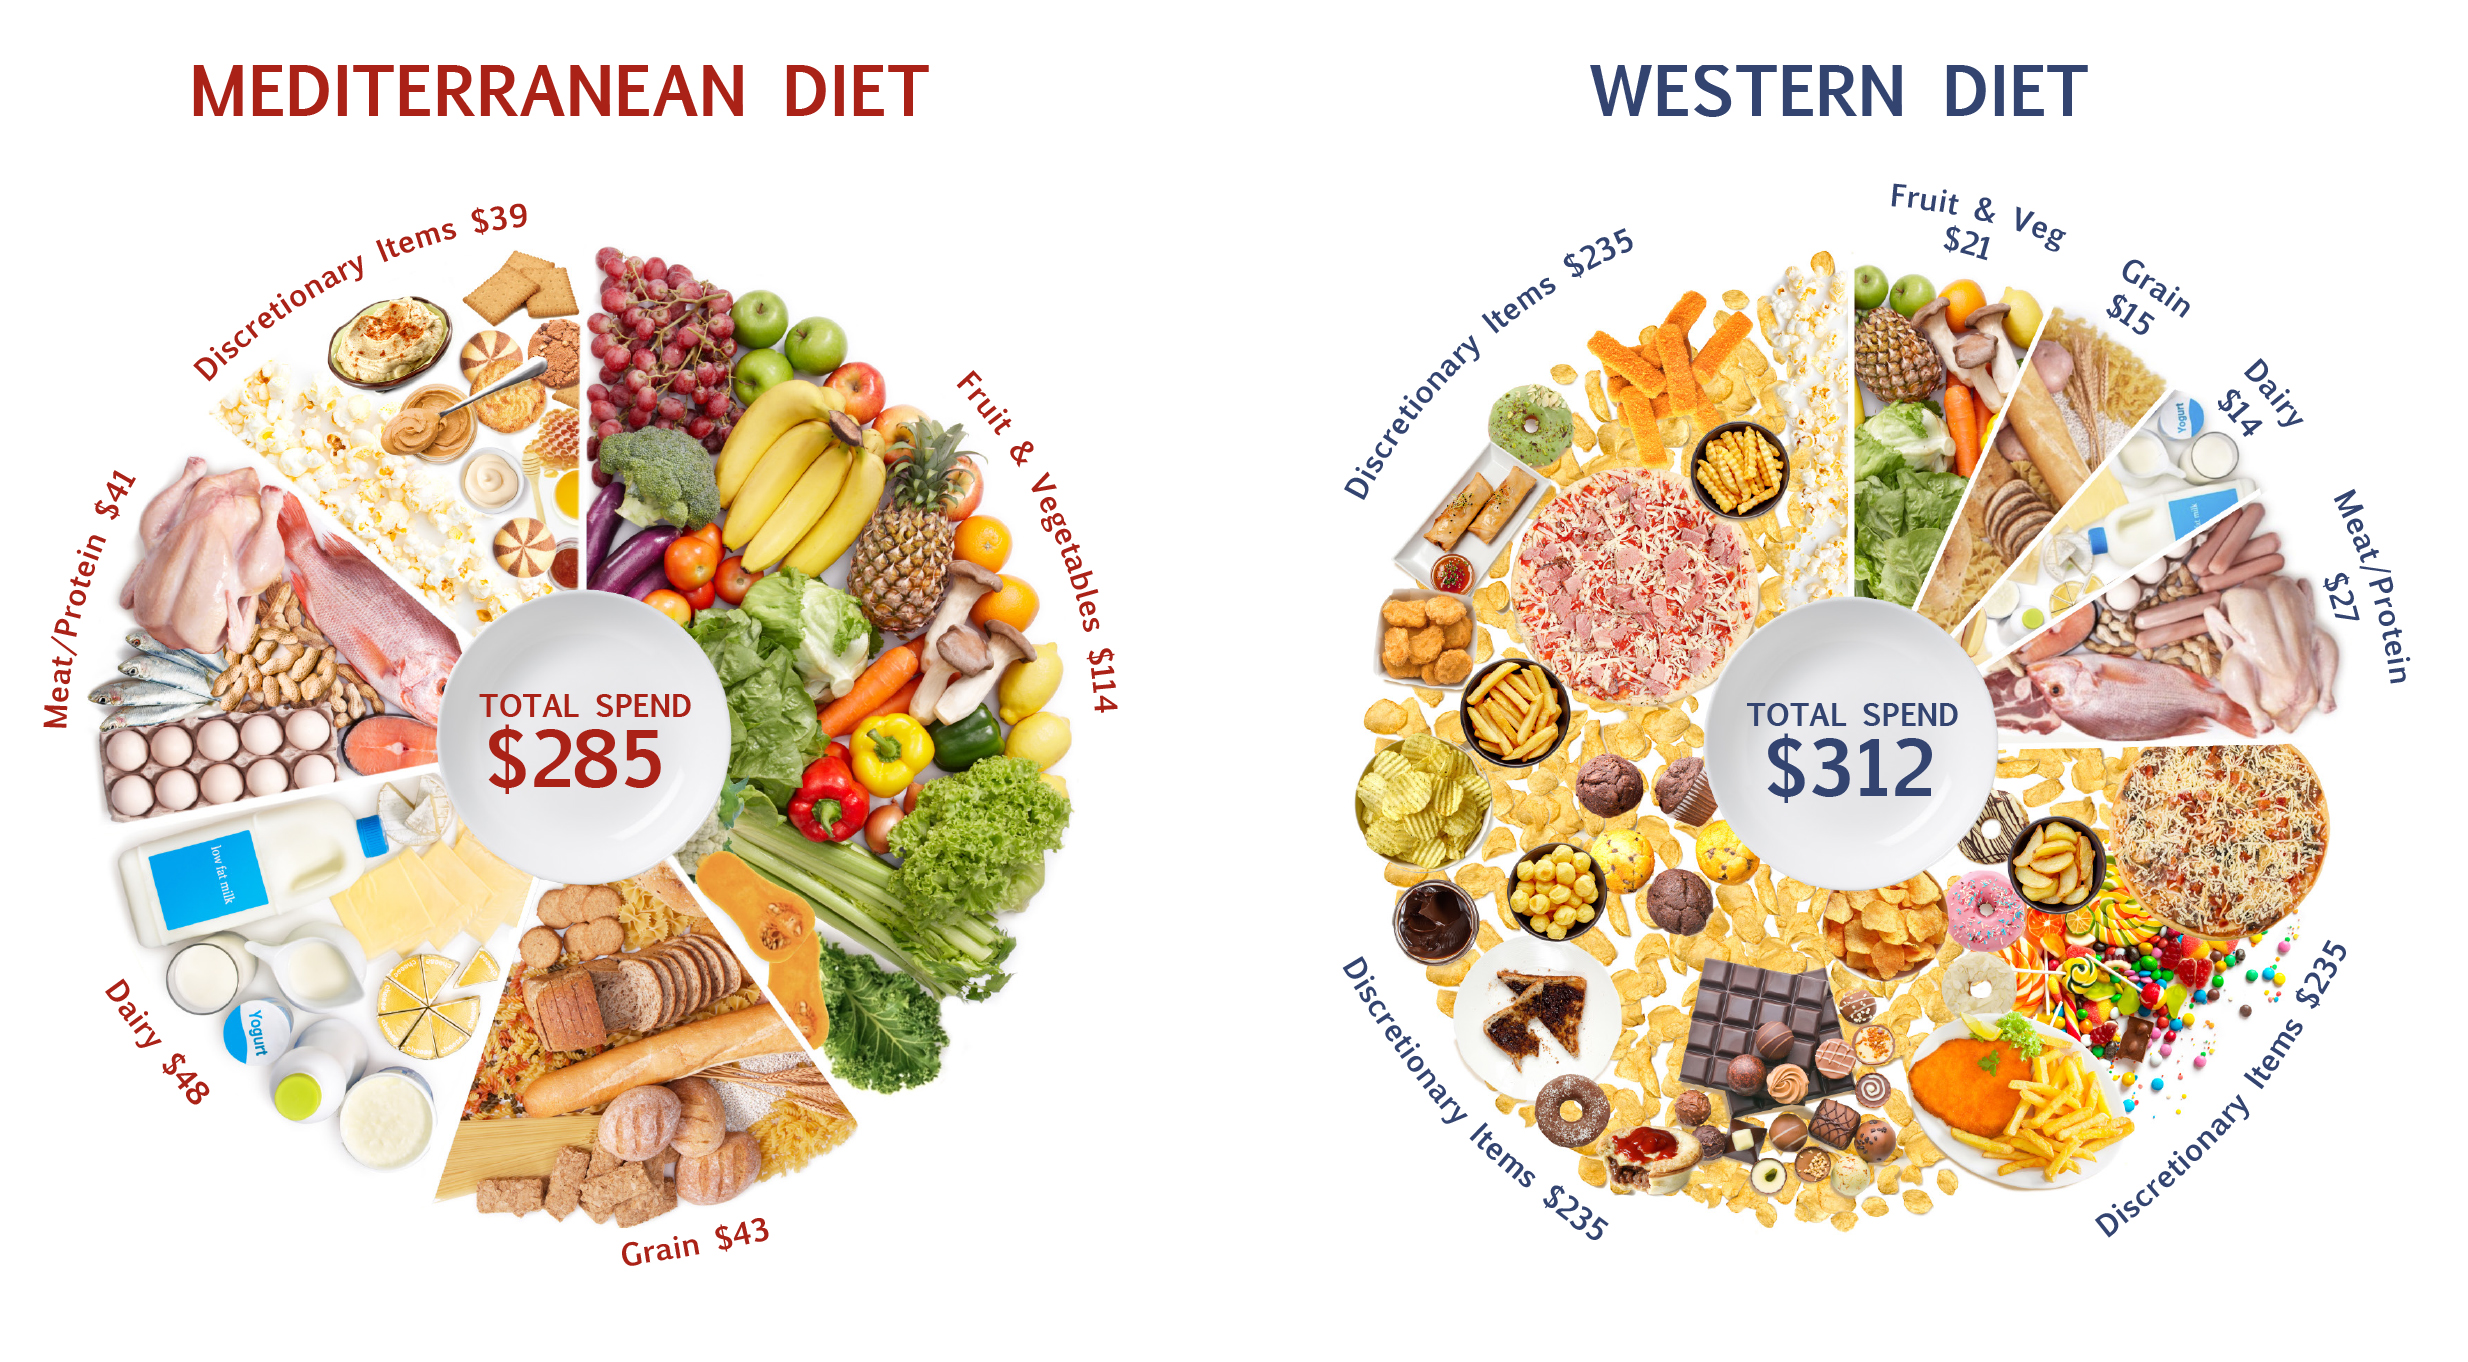 MEDITERRANEAN DIET
Discretionary Items $39
Fruit & Vegetables $114
Meat/Protein $41
TOTAL SPEND
$285
low fat milk
Yogurt
Dairy $48
Grain $43
WESTERN DIET
Fruit & Veg
$21
Grain
$15
Dairy
$14
Yogurt
Meat/Protein
$27
Discretionary Items $235
TOTAL SPEND
$312
Discretionary Items $235
Discretionary Items $235